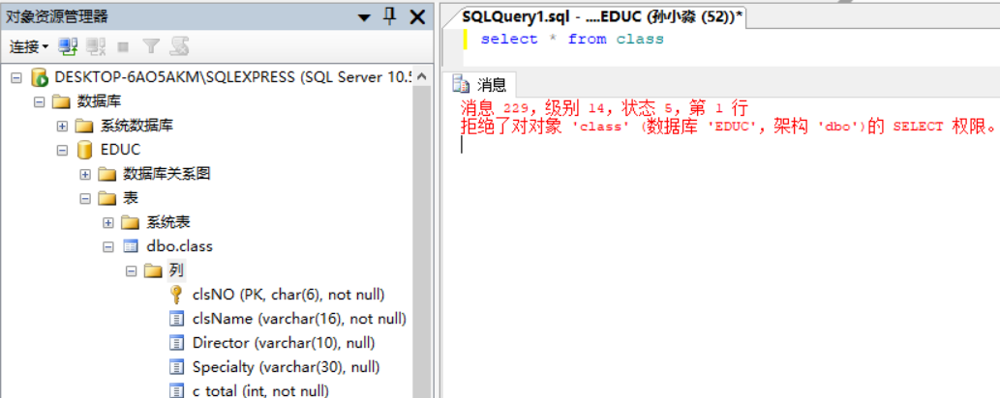 对象资源管理器
连接
DESKTOP-6AO5AKM\SQLEXPRESS (SQL Server 10.5
数据库
系统数据库
EDUC
数据库关系图
表
系统表
dbo.class
列
clsNO (PK, char(6), not null)
clsName (varchar(16), not null)
Director (varchar(10), null)
Specialty (varchar(30), null)
c_total (int, not null)
SQLQuery1.sql - ....EDUC (孙小淼 (52))*
select * from class
消息
消息 229，级别 14，状态 5，第 1 行
拒绝了对对象 'class' (数据库 'EDUC'，架构 'dbo')的 SELECT 权限。